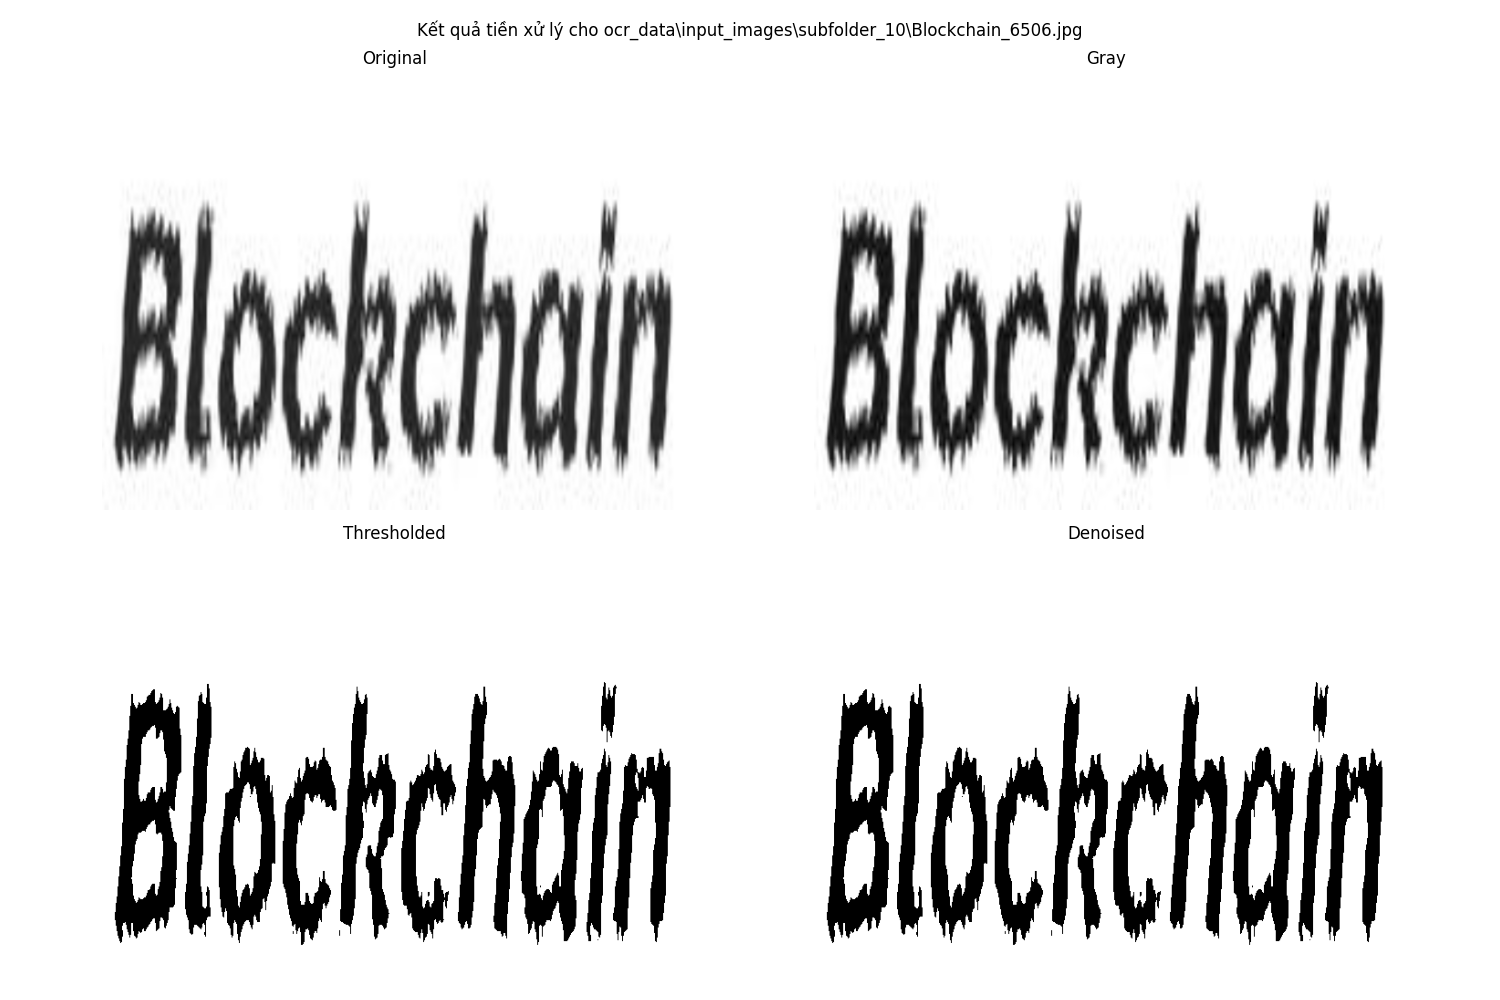 Kết quả tiền xử lý cho ocr_data\input_images\subfolder_10\Blockchain_6506.jpg
Original
Gray
Blockchain
Blockchain
Thresholded
Denoised
Blockchain
Blockchain